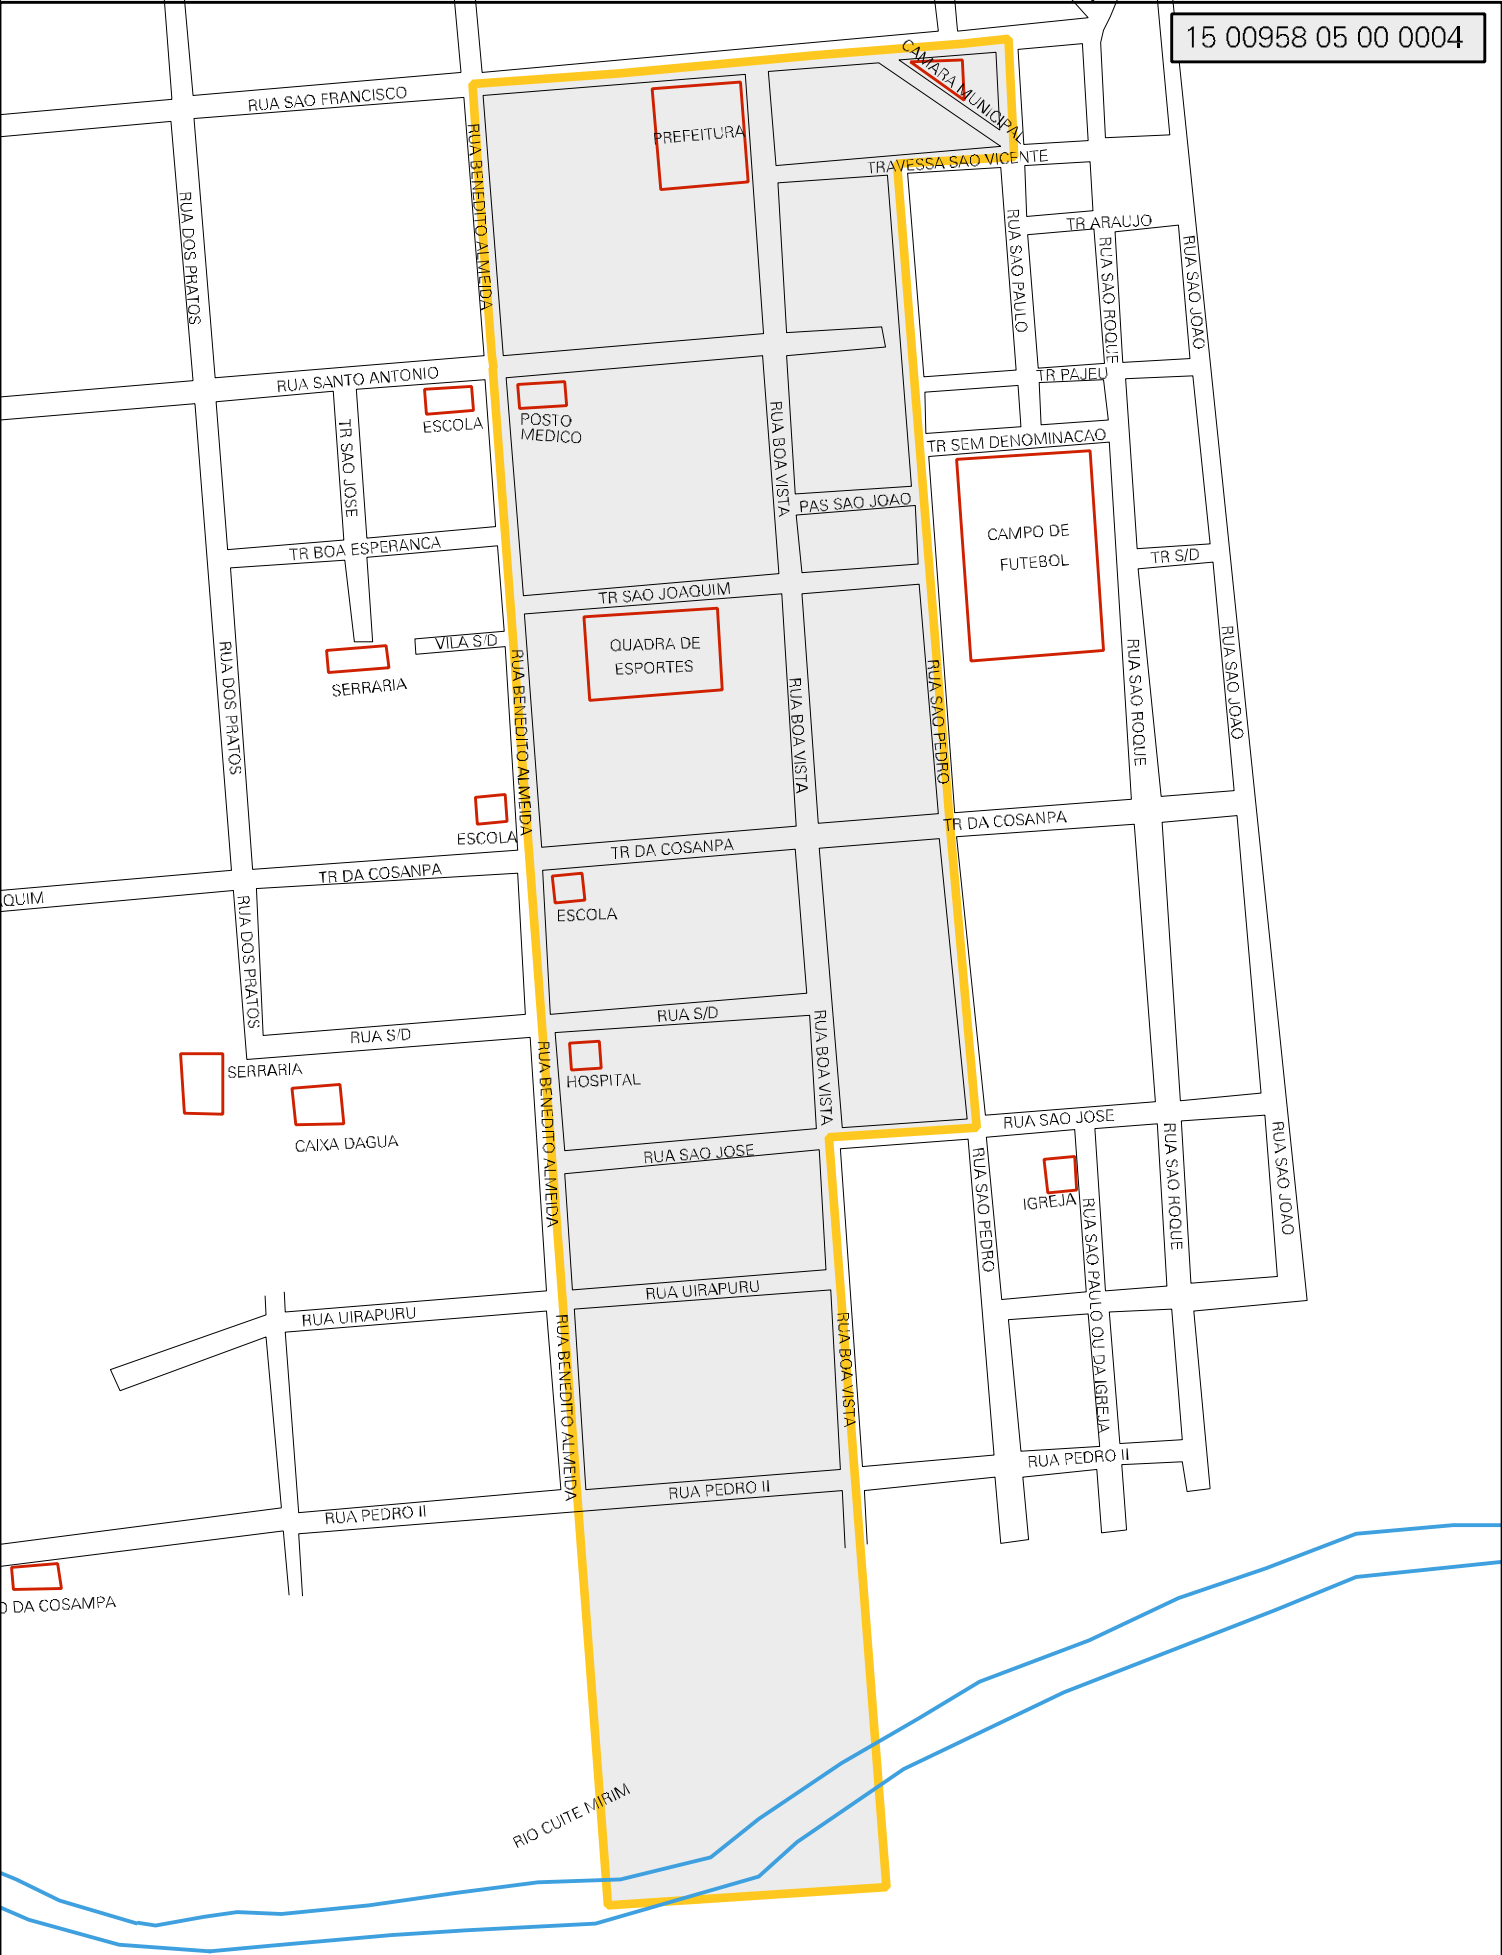 15 00958 05 00 0004
CAMARA MUNICIPAL
RUA SAO FRANCISCO
PREFEITURA
RUA BENEDITO ALMEIDA
TRAVESSA SAO VICENTE
RUA DOS PRATOS
RUA SAO PAULO
TR ARAUJO
RUA SAO ROQUE
RUA SAO JOAO
RUA SANTO ANTONIO
TR PAJEU
ESCOLA
POSTO
MEDICO
TR SAO JOSE
RUA BOA VISTA
TR SEM DENOMINACAO
PAS SAO JOAO
CAMPO DE
FUTEBOL
TR BOA ESPERANCA
TR S/D
TR SAO JOAQUIM
VILA S/D
QUADRA DE
ESPORTES
SERRARIA
RUA DOS PRATOS
RUA BENEDITO ALMEIDA
RUA BOA VISTA
RUA SAO PEDRO
RUA SAO ROQUE
RUA SAO JOAO
ESCOLA
TR DA COSANPA
TR DA COSANPA
TR DA COSANPA
QUIM
ESCOLA
RUA DOS PRATOS
RUA S/D
RUA S/D
RUA BOA VISTA
SERRARIA
HOSPITAL
RUA BENEDITO ALMEIDA
CAIXA DAGUA
RUA SAO JOSE
RUA SAO JOSE
RUA SAO PEDRO
IGREJA
RUA SAO PAULO OU DA IGREJA
RUA SAO ROQUE
RUA SAO JOAO
RUA UIRAPURU
RUA UIRAPURU
RUA BENEDITO ALMEIDA
RUA BOA VISTA
RUA PEDRO II
RUA PEDRO II
RUA PEDRO II
O DA COSAMPA
RIO CUITE MIRIM